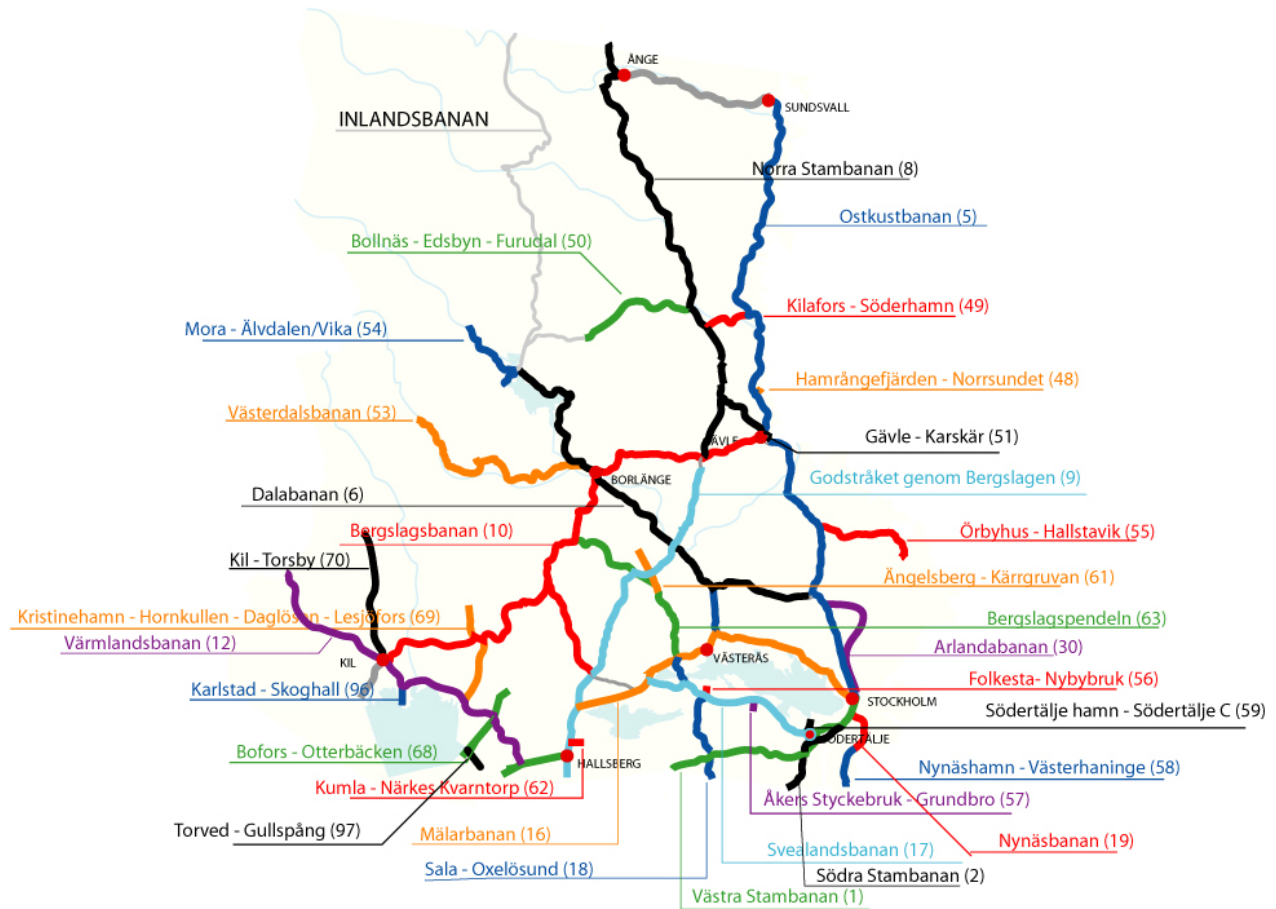 ÅNGE
SUNDSVALL
INLANDSBANAN
Norra Stambanan (8)
Ostkustbanan (5)
Bollnäs - Edsbyn - Furudal (50)
Kilafors - Söderhamn (49)
Mora - Älvdalen/Vika (54)
Hamrångefjärden - Norrsundet (48)
Västerdalsbanan (53)
ÄVLE
Gävle - Karskär (51)
BORLÄNGE
Godstråket genom Bergslagen (9)
Dalabanan (6)
Bergslagsbanan (10)
Örbyhus - Hallstavik (55)
Kil - Torsby (70)
Ängelsberg - Kärrgruvan (61)
Kristinehamn - Hornkullen - Daglösen - Lesjöfors (69)
Bergslagspendeln (63)
Värmlandsbanan (12)
Arlandabanan (30)
KIL
VÄSTERÅS
Folkesta- Nybybruk (56)
Karlstad - Skoghall (96)
STOCKHOLM
Södertälje hamn - Södertälje C (59)
SÖDERTÄLJE
Bofors - Otterbäcken (68)
HALLSBERG
Nynäshamn - Västerhaninge (58)
Kumla - Närkes Kvarntorp (62)
Åkers Styckebruk - Grundbro (57)
Torved - Gullspång (97)
Mälarbanan (16)
Nynäsbanan (19)
Svealandsbanan (17)
Sala - Oxelösund (18)
Södra Stambanan (2)
Västra Stambanan (1)